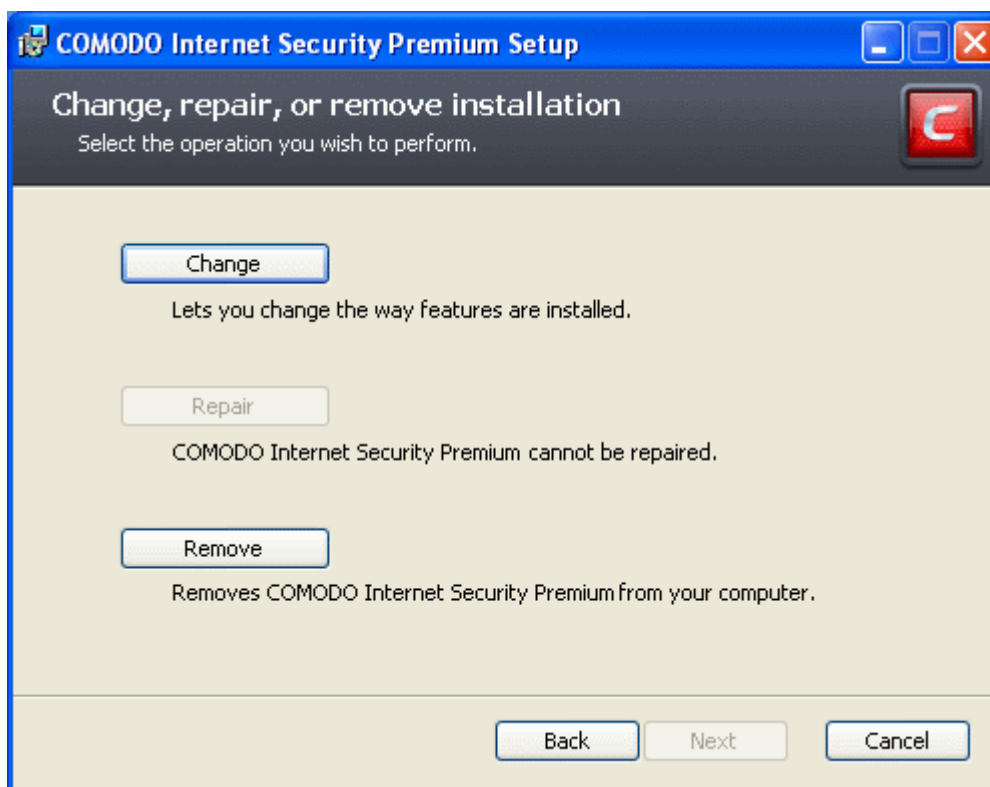 COMODO Internet Security Premium Setup
Change, repair, or remove installation
Select the operation you wish to perform.
Change
Lets you change the way features are installed.
Repair
COMODO Internet Security Premium cannot be repaired.
Remove
Removes COMODO Internet Security Premium from your computer.
Back Next Cancel